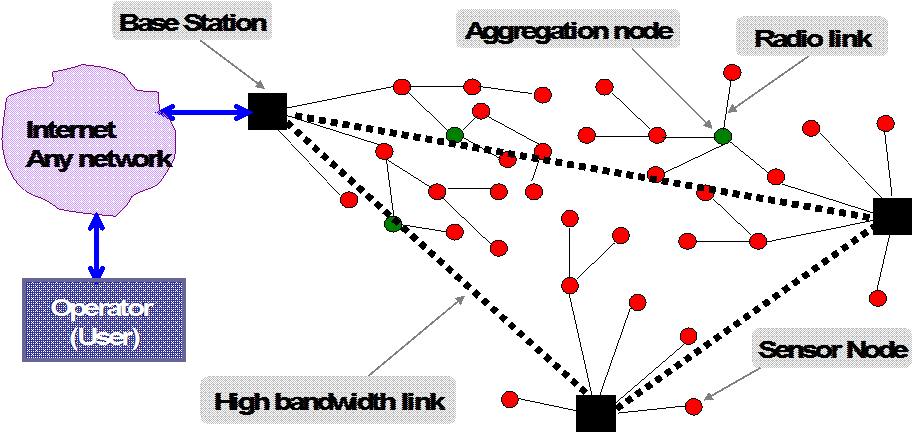 Base Station
Aggregation node
Radio link
Internet
Any network
Operator
(User)
Sensor Node
High bandwidth link